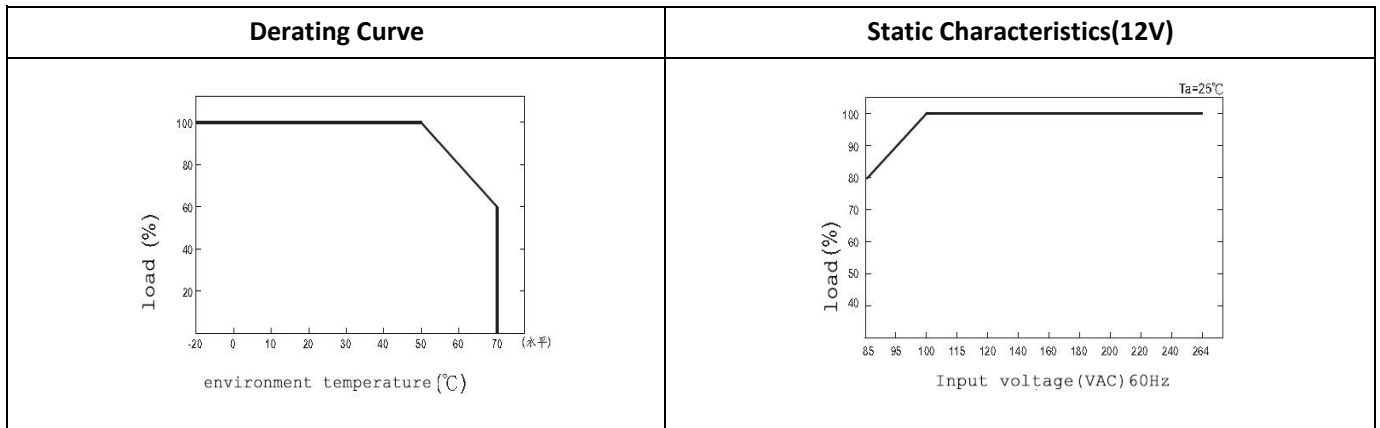 Derating Curve
Static Characteristics(12V)
100
80
60
40
20
load (%)
-20 0 10 20 30 40 50 60 70 (水平)
environment temperature(℃)
Ta=25℃
100
90
80
70
60
50
40
load(%)
85 95 100 115 120 140 160 180 200 220 240 264
Input voltage(VAC)60Hz